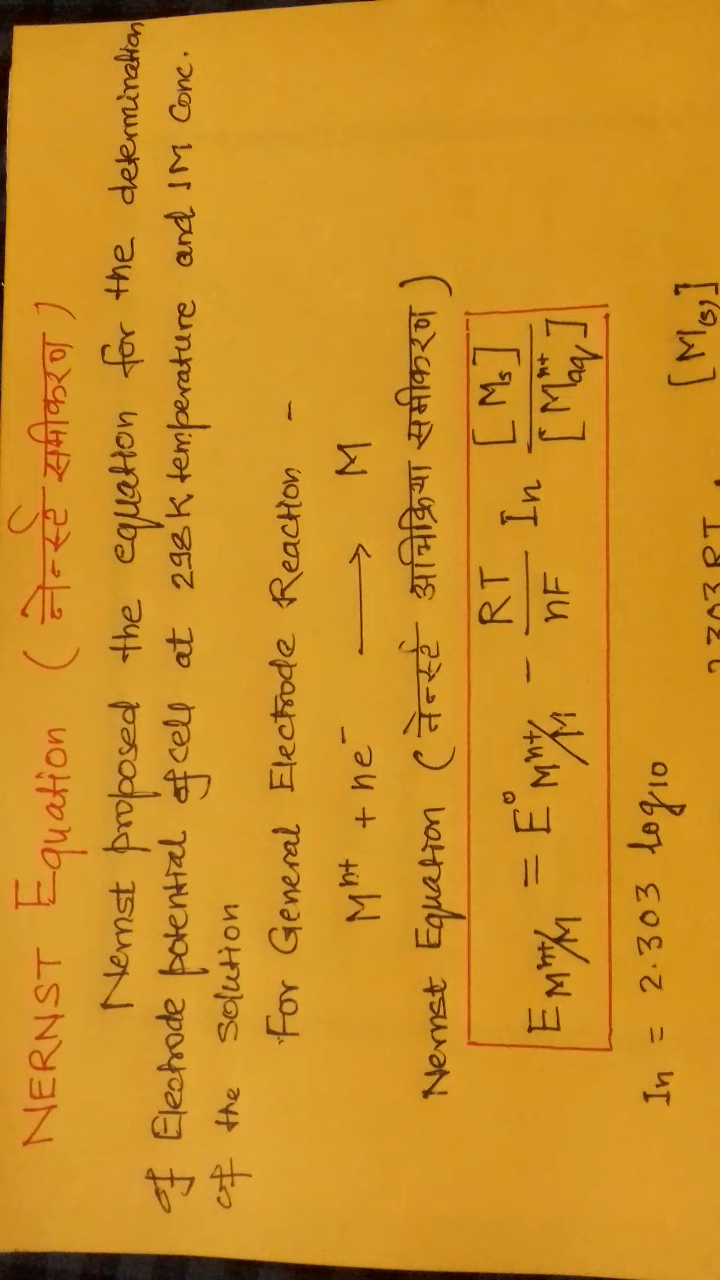 NERNST Equation (नेर्न्स्ट समीकरण)
Nernst proposed the equation for the determination
of Electrode potential of cell at 298 K temperature and 1M Conc.
of the solution
For General Electrode Reaction -
Mⁿ⁺ + ne⁻ ⟶ M
Nernst Equation (नेर्न्स्ट अभिक्रिया समीकरण)
E Mⁿ⁺/M = E° Mⁿ⁺/M - RT/nF In [Ms]/[Mⁿ⁺aq]
In = 2.303 log10
2.303RT [M(s)]